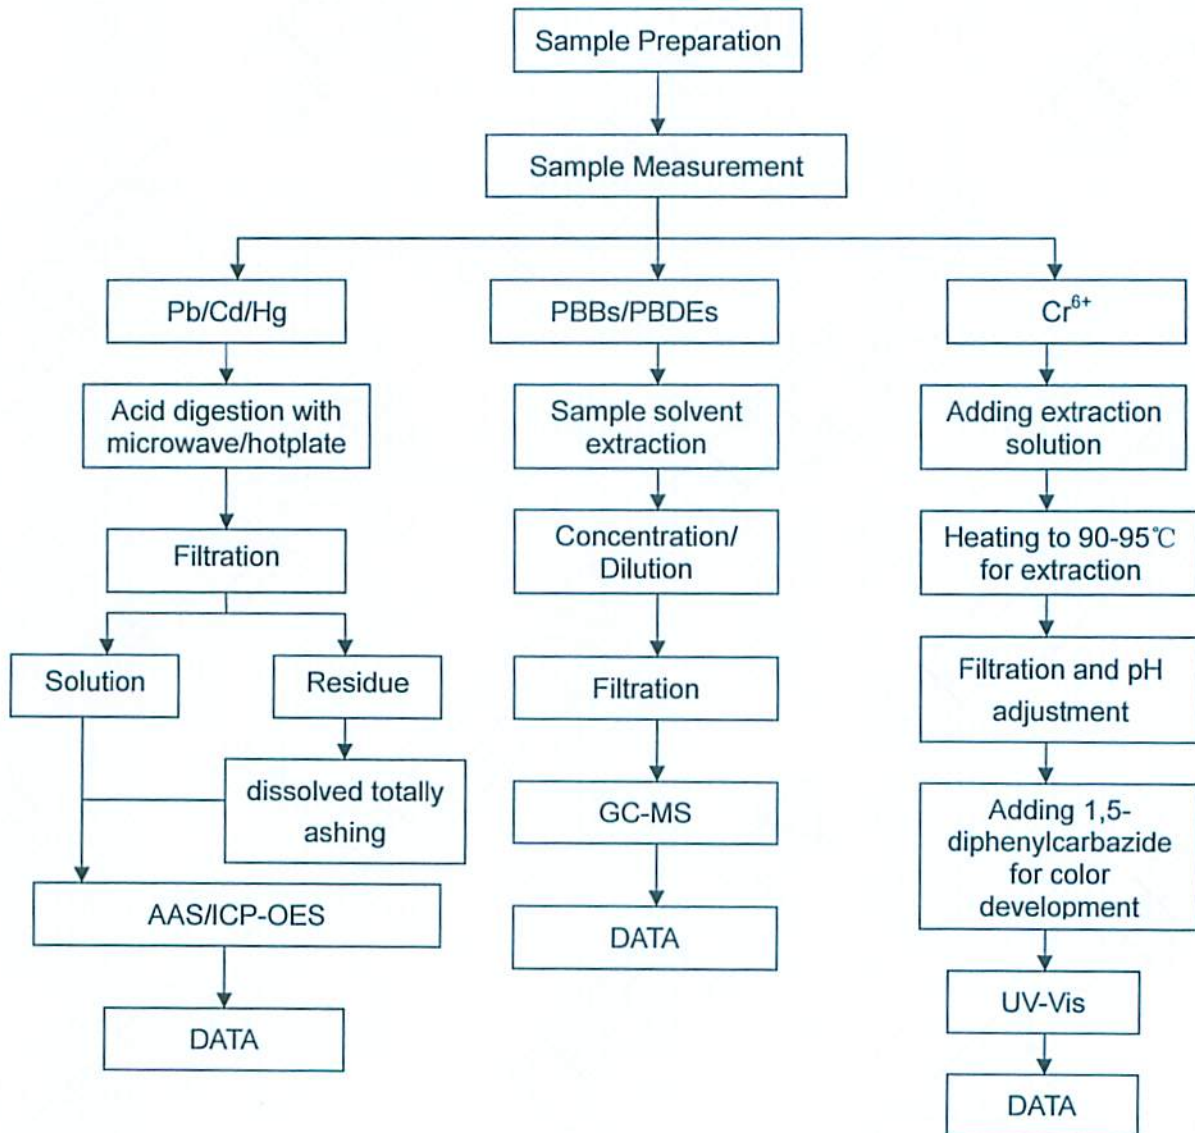 Sample Preparation
Sample Measurement
Pb/Cd/Hg
Acid digestion with
microwave/hotplate
Filtration
Solution
Residue
dissolved totally
ashing
AAS/ICP-OES
DATA
PBBs/PBDEs
Sample solvent
extraction
Concentration/
Dilution
Filtration
GC-MS
DATA
Cr⁶⁺
Adding extraction
solution
Heating to 90-95℃
for extraction
Filtration and pH
adjustment
Adding 1,5-
diphenylcarbazide
for color
development
UV-Vis
DATA